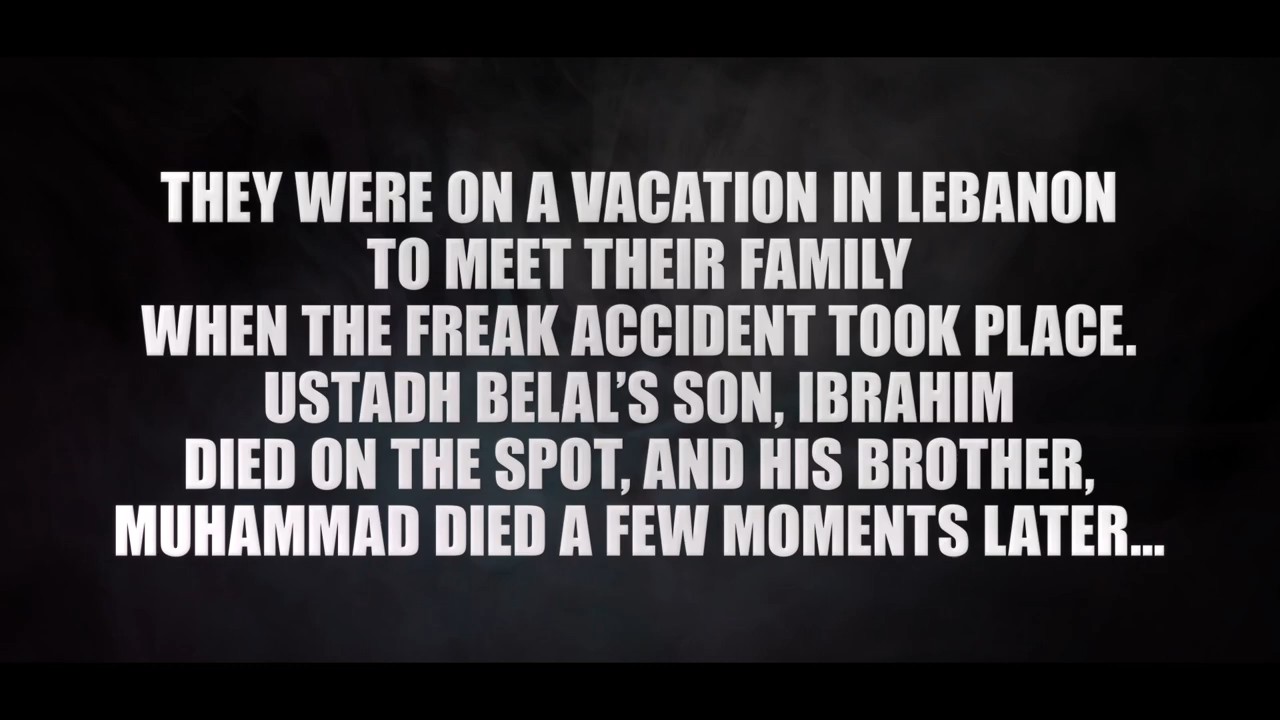 THEY WERE ON A VACATION IN LEBANON
TO MEET THEIR FAMILY
WHEN THE FREAK ACCIDENT TOOK PLACE.
USTADH BELAL’S SON, IBRAHIM
DIED ON THE SPOT, AND HIS BROTHER,
MUHAMMAD DIED A FEW MOMENTS LATER...